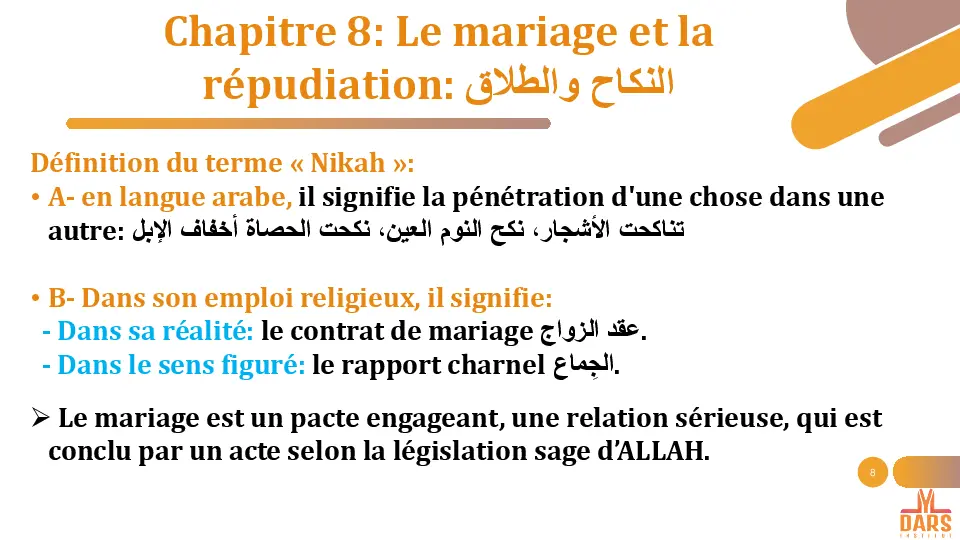 Chapitre 8: Le mariage et la
répudiation: النكاح والطلاق
Définition du terme « Nikah »:
• A- en langue arabe, il signifie la pénétration d'une chose dans une
autre: تناكحت الأشجار، نكح النوم العين، نكحت الحصاة أخفاف الإبل
• B- Dans son emploi religieux, il signifie:
- Dans sa réalité: le contrat de mariage عقد الزواج.
- Dans le sens figuré: le rapport charnel الجِماع.
➢ Le mariage est un pacte engageant, une relation sérieuse, qui est
conclu par un acte selon la législation sage d’ALLAH.
8
DARS
INSTITUT